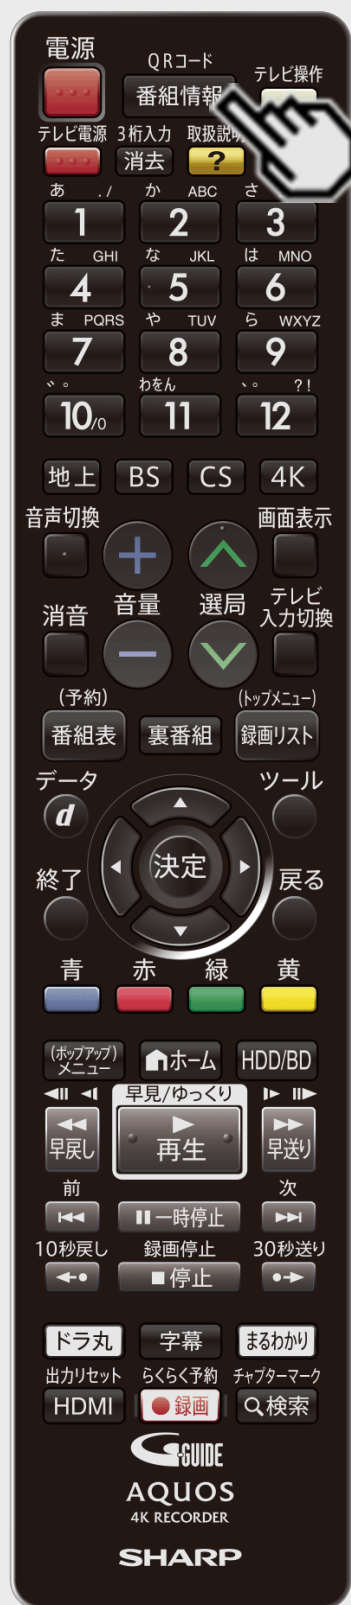 電源
QRコード
番組情報
テレビ操作
テレビ電源 3桁入力 取扱説明
消去 ?
あ ./ か ABC さ
1 2 3
た GHI な JKL は MNO
4 5 6
ま PQRS や TUV ら WXYZ
7 8 9
゛゜ わをん 、。 ?!
10/0 11 12
地上 BS CS 4K
音声切換 画面表示
+
消音 音量 選局 テレビ
入力切換
−
(予約) (トップメニュー)
番組表 裏番組 録画リスト
データ ツール
d
決定
終了 戻る
青 赤 緑 黄
(ポップアップ)
メニュー ホーム HDD/BD
早見/ゆっくり
早戻し 再生 早送り
前 次
一時停止
10秒戻し 録画停止 30秒送り
停止
ドラ丸 字幕 まるわかり
出力リセット らくらく予約 チャプターマーク
HDMI 録画 検索
G-GUIDE
AQUOS
4K RECORDER
SHARP